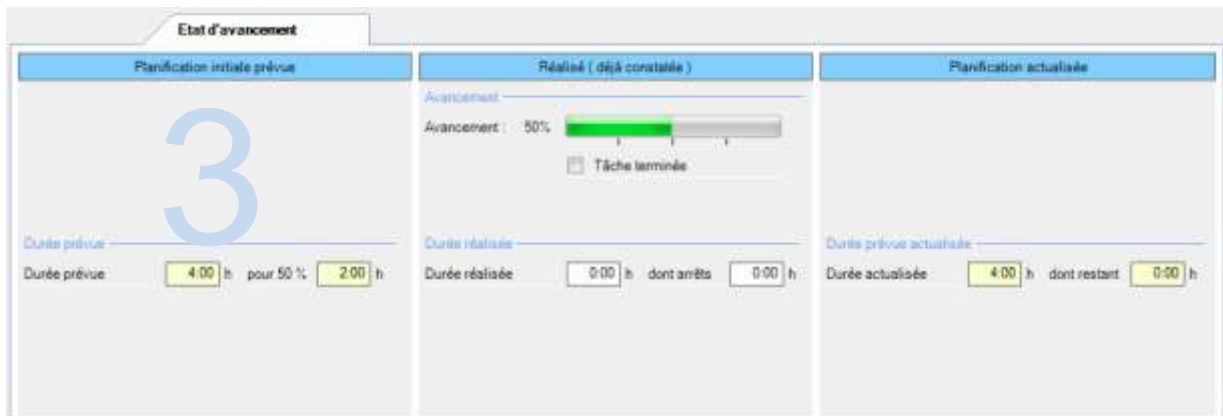 Etat d'avancement
Planification initiale prévue
3
Durée prévue
Durée prévue 4:00 h pour 50 % 2:00 h
Réalisé ( déjà constatée )
Avancement
Avancement : 50%
Tâche terminée
Durée réalisée
Durée réalisée 0:00 h dont arrêts 0:00 h
Planification actualisée
Durée prévue actualisée
Durée actualisée 4:00 h dont restant 0:00 h